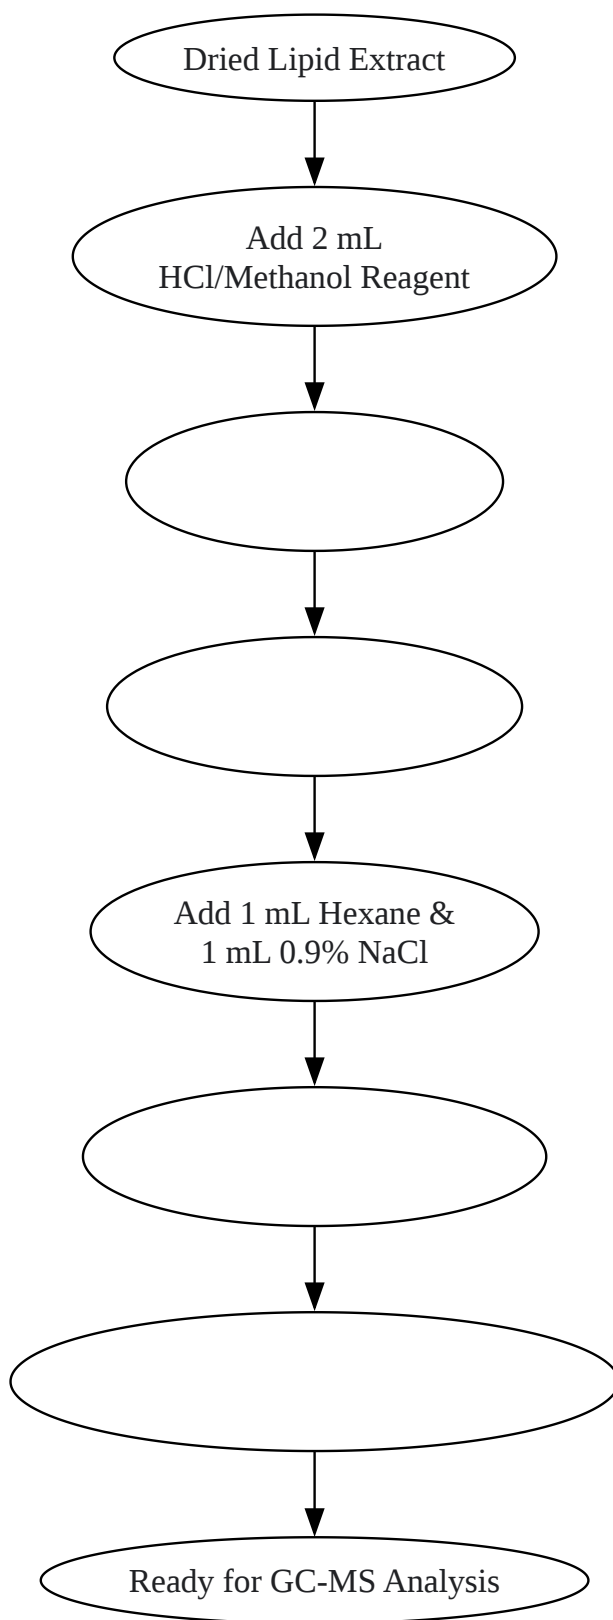 Dried Lipid Extract
Add 2 mL
HCl/Methanol Reagent
Add 1 mL Hexane &
1 mL 0.9% NaCl
Ready for GC-MS Analysis